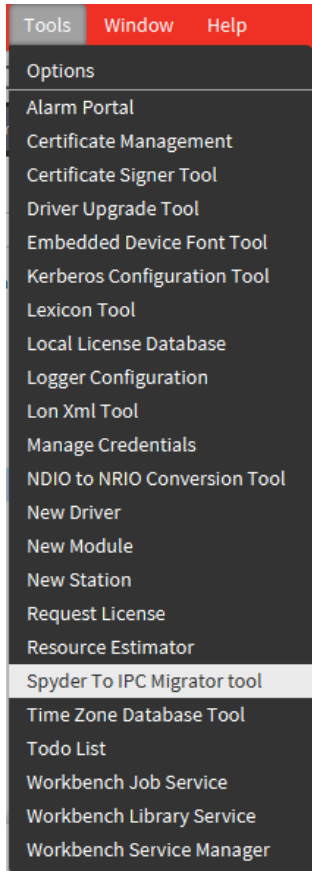 Tools Window Help
Options
Alarm Portal
Certificate Management
Certificate Signer Tool
Driver Upgrade Tool
Embedded Device Font Tool
Kerberos Configuration Tool
Lexicon Tool
Local License Database
Logger Configuration
Lon Xml Tool
Manage Credentials
NDIO to NRIO Conversion Tool
New Driver
New Module
New Station
Request License
Resource Estimator
Spyder To IPC Migrator tool
Time Zone Database Tool
Todo List
Workbench Job Service
Workbench Library Service
Workbench Service Manager